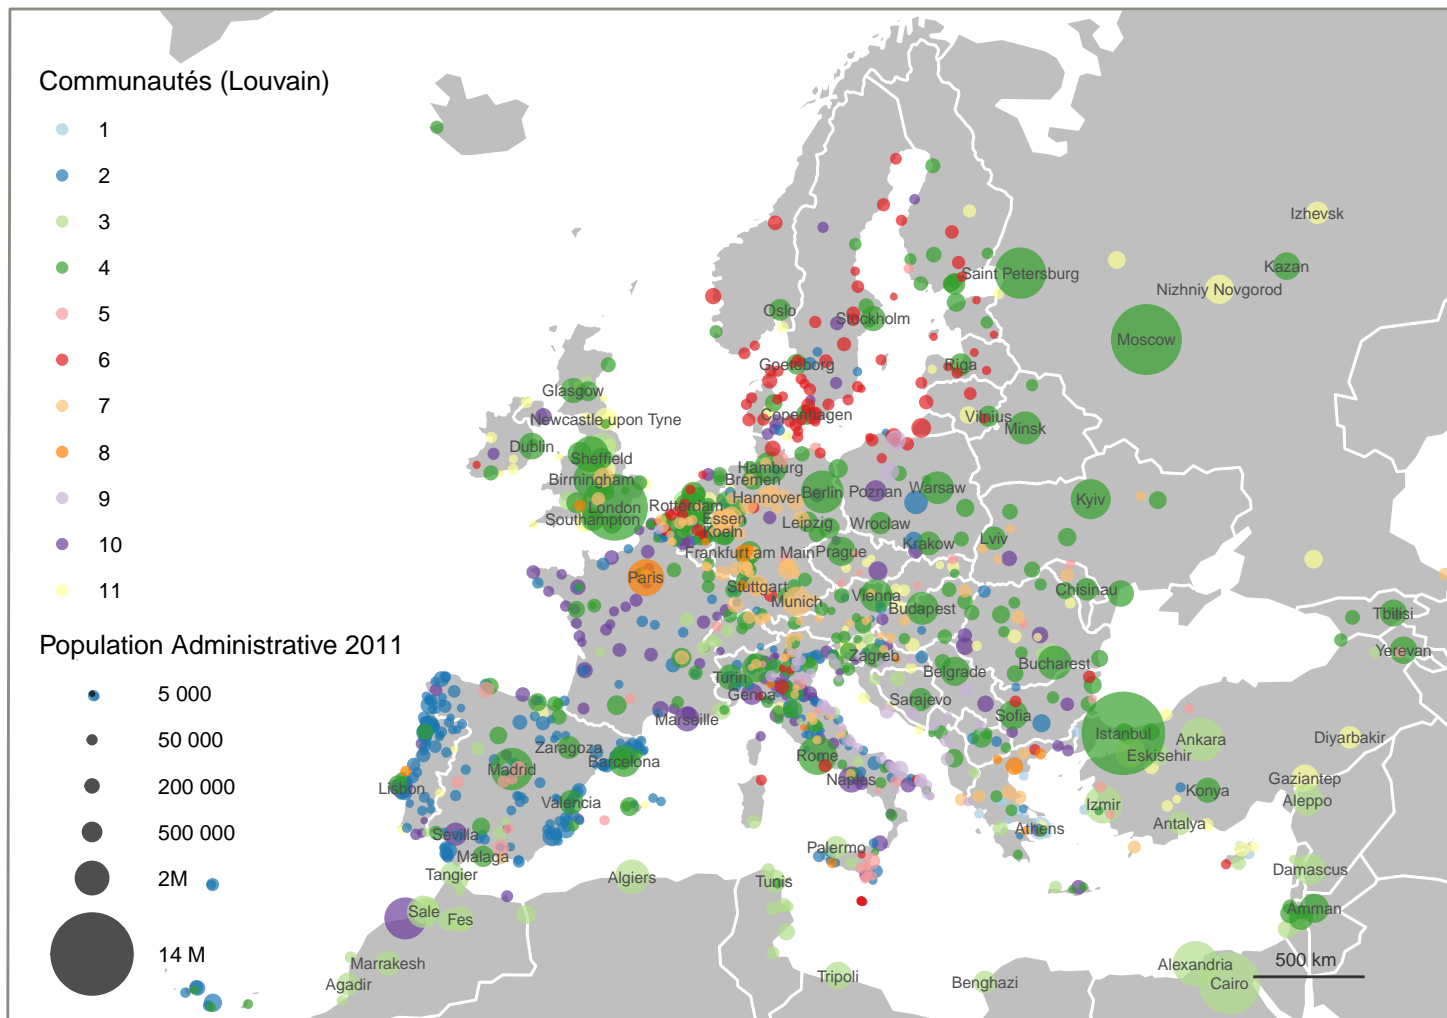 Communautés (Louvain)
1
2
3
4
5
6
7
8
9
10
11
Population Administrative 2011
5 000
50 000
200 000
500 000
2M
14 M
Izhevsk
Kazan
Saint Petersburg
Nizhniy Novgorod
Oslo
Stockholm
Moscow
Goeteborg
Riga
Glasgow
Copenhagen
Newcastle upon Tyne
Vilnius
Minsk
Dublin
Sheffield
Hamburg
Birmingham
Bremen
Berlin
Poznan
Warsaw
Hannover
Kyiv
London
Rotterdam
Southampton
Essen
Leipzig
Wroclaw
Koeln
Lviv
Krakow
Frankfurt am Main
Prague
Paris
Stuttgart
Chisinau
Munich
Vienna
Budapest
Tbilisi
Yerevan
Zagreb
Bucharest
Turin
Belgrade
Genoa
Sarajevo
Marseille
Sofia
Istanbul
Ankara
Diyarbakir
Zaragoza
Rome
Barcelona
Eskisehir
Madrid
Naples
Gaziantep
Lisbon
Konya
Aleppo
Valencia
Izmir
Athens
Antalya
Sevilla
Palermo
Malaga
Tangier
Algiers
Tunis
Damascus
Sale
Fes
Amman
Marrakesh
Alexandria
500 km
Agadir
Tripoli
Benghazi
Cairo